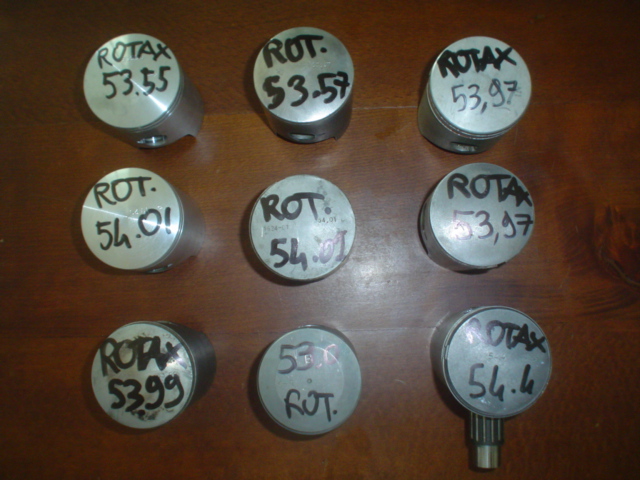 ROTAX
53.55
ROT.
53.57
ROTAX
53,97
ROT.
54.01
ROT.
54.01
ROTAX
53,97
ROTAX
53,99
ROT.
ROTAX
54.4